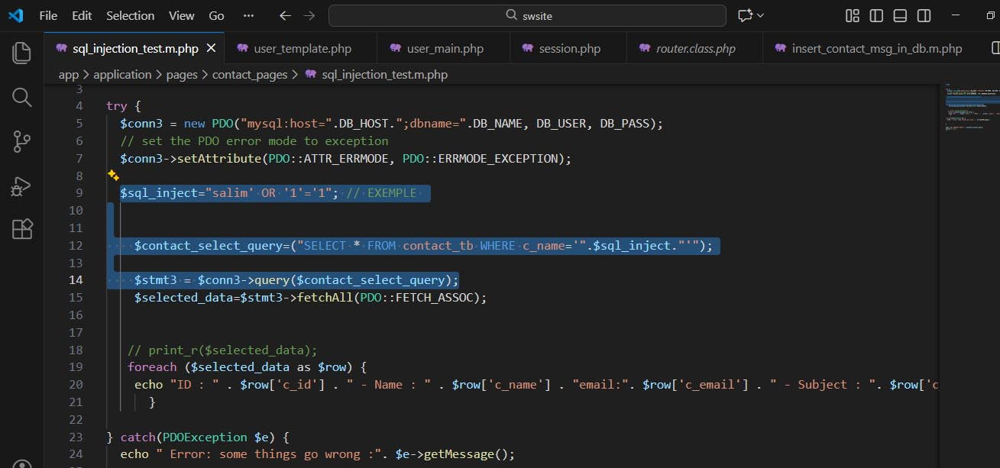 File Edit Selection View Go ··· swsite
sql_injection_test.m.php user_template.php user_main.php session.php router.class.php insert_contact_msg_in_db.m.php
app > application > pages > contact_pages > sql_injection_test.m.php
3
4 try {
5 $conn3 = new PDO("mysql:host=".DB_HOST.";dbname=".DB_NAME, DB_USER, DB_PASS);
6 // set the PDO error mode to exception
7 $conn3->setAttribute(PDO::ATTR_ERRMODE, PDO::ERRMODE_EXCEPTION);
8
9 $sql_inject="salim' OR '1'='1"; // EXEMPLE
10
11
12 $contact_select_query=("SELECT * FROM contact_tb WHERE c_name='".$sql_inject."'");
13
14 $stmt3 = $conn3->query($contact_select_query);
15 $selected_data=$stmt3->fetchAll(PDO::FETCH_ASSOC);
16
17
18 // print_r($selected_data);
19 foreach ($selected_data as $row) {
20 echo "ID : " . $row['c_id'] . " - Name : " . $row['c_name'] . "email:". $row['c_email'] . " - Subject : ". $row['c
21 }
22
23 } catch(PDOException $e) {
24 echo " Error: some things go wrong :". $e->getMessage();